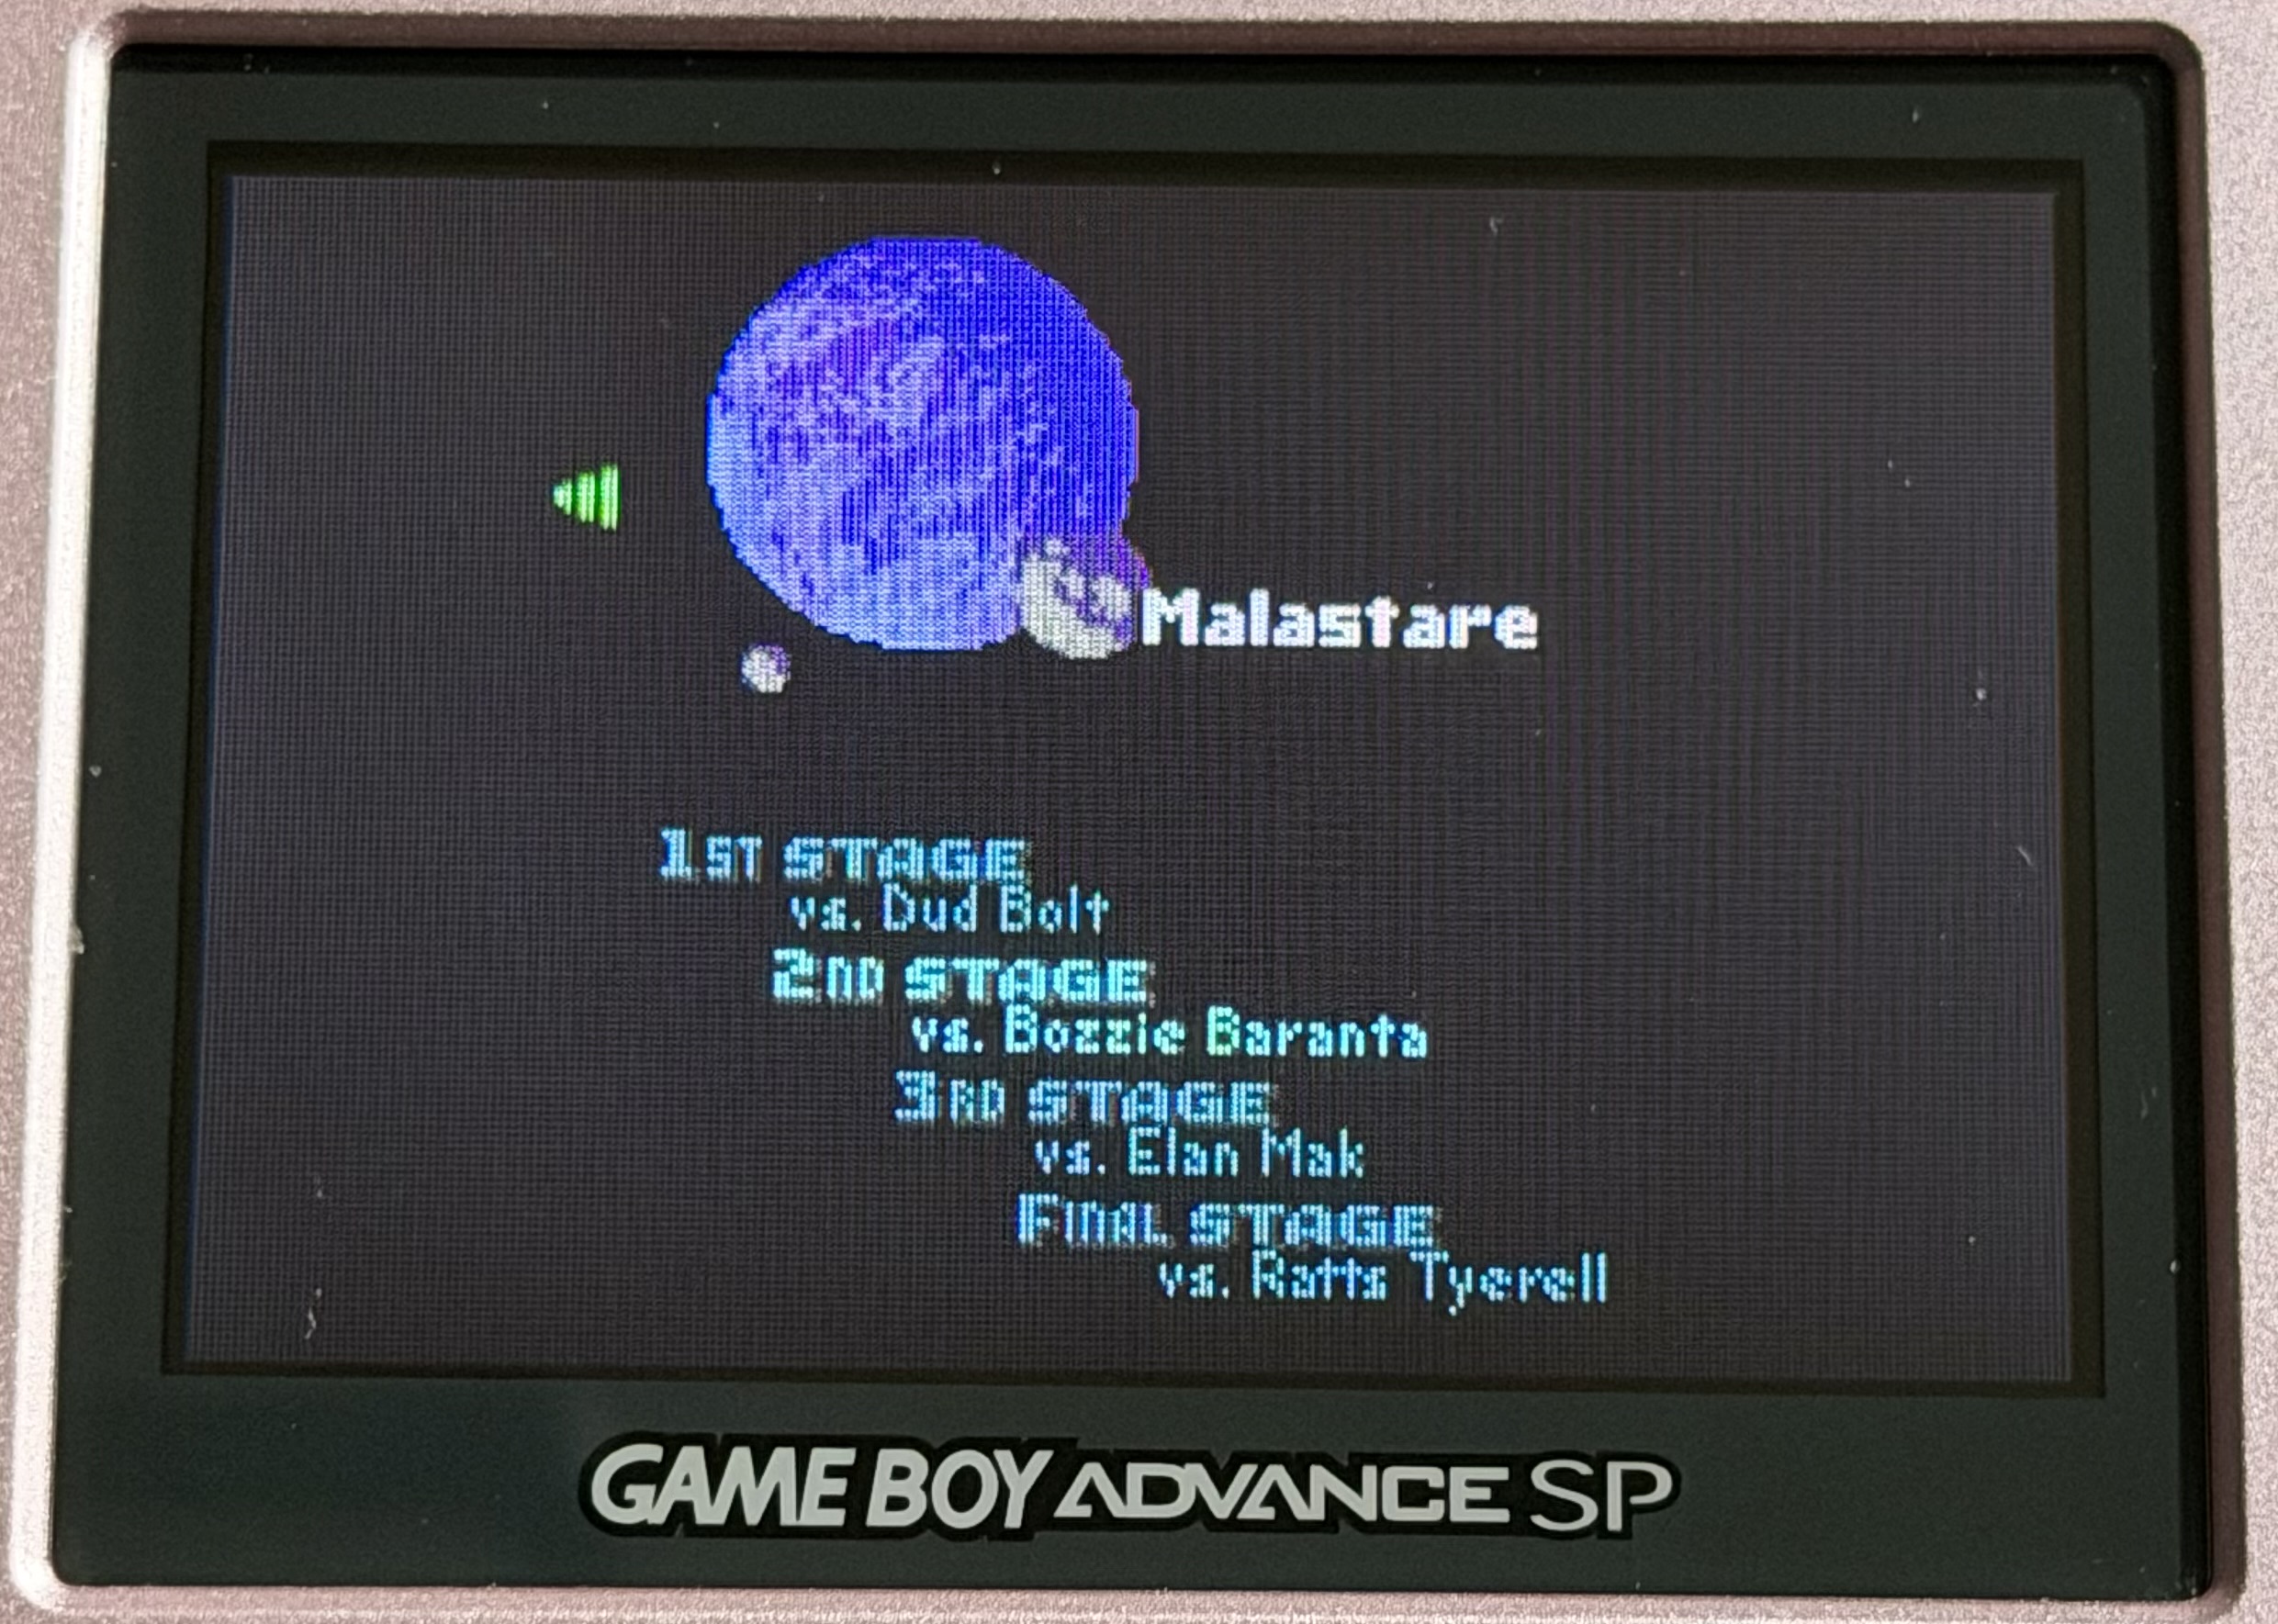 Malastare
1ST STAGE
vs. Dud Bolt
2ND STAGE
vs. Bozzie Baranta
3RD STAGE
vs. Elan Mak
FINAL STAGE
vs. Ratts Tyerell
GAME BOY ADVANCE SP